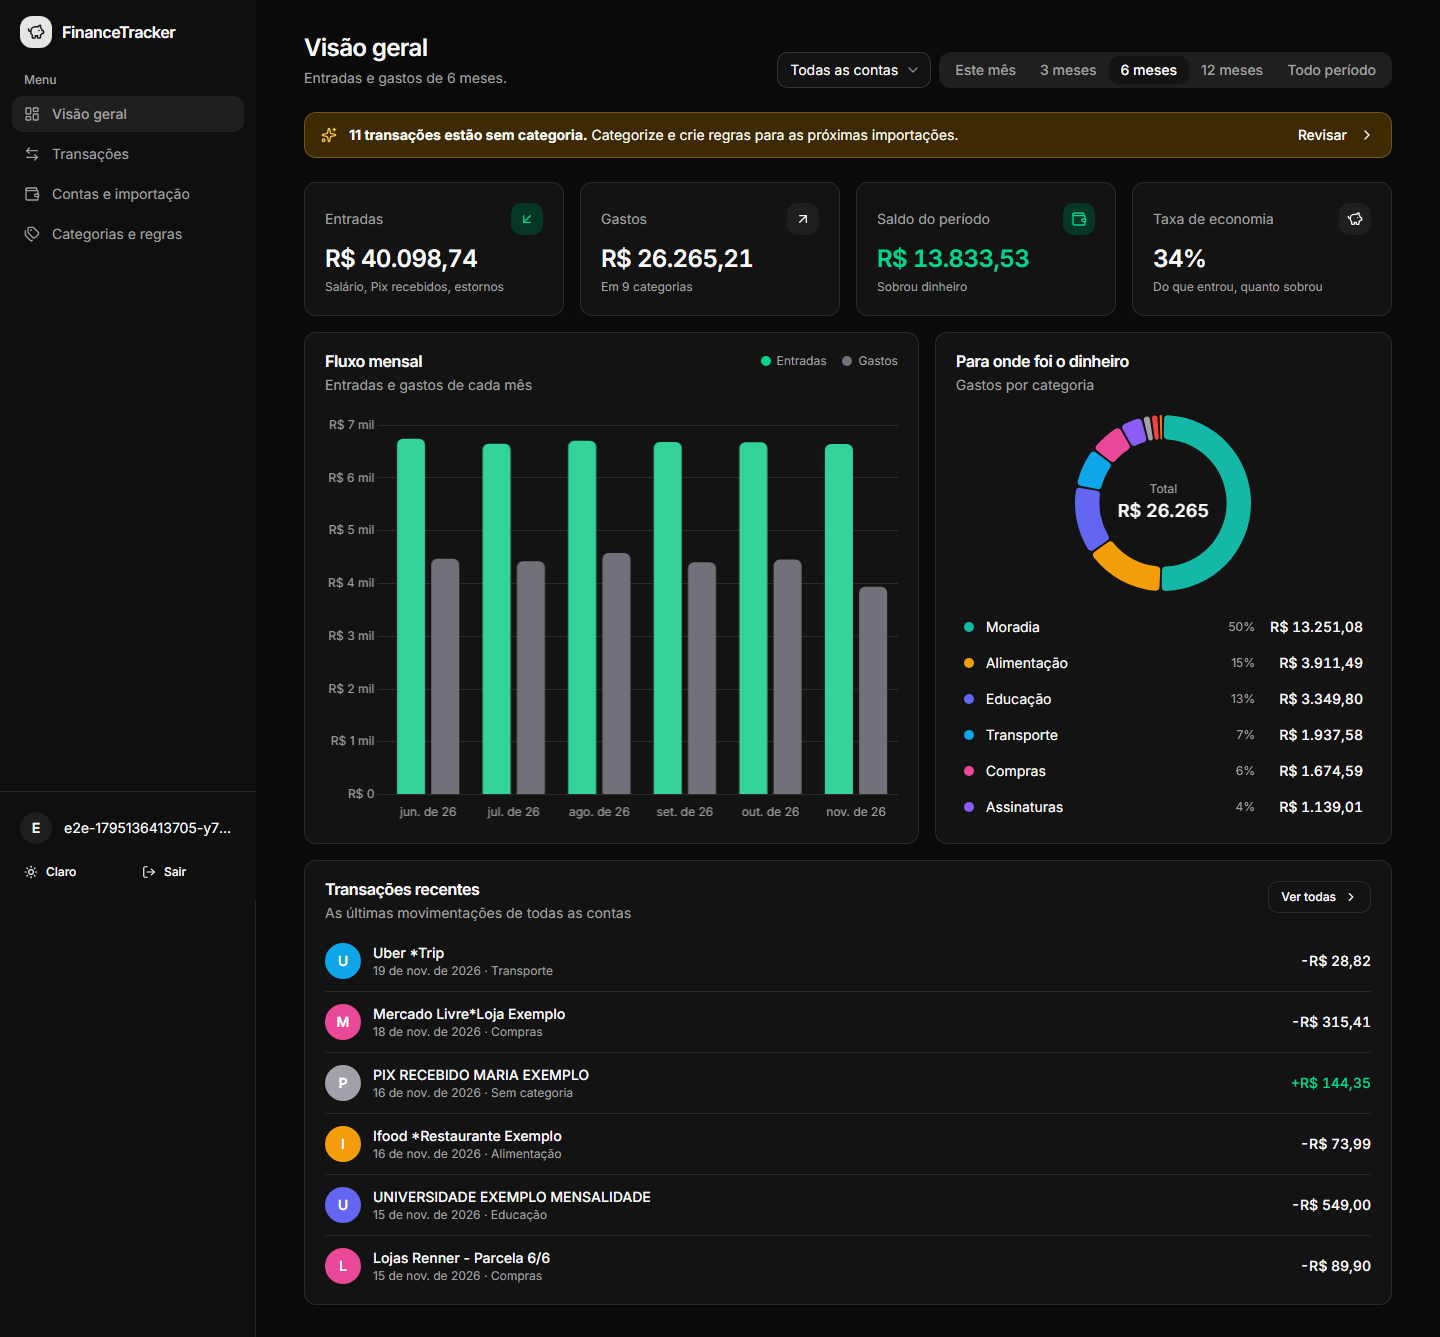 FinanceTracker
Menu
Visão geral
Transações
Contas e importação
Categorias e regras
E
e2e-1795136413705-y7...
Claro
Sair
Visão geral
Entradas e gastos de 6 meses.
Todas as contas
Este mês
3 meses
6 meses
12 meses
Todo período
11 transações estão sem categoria. Categorize e crie regras para as próximas importações.
Revisar
Entradas
R$ 40.098,74
Salário, Pix recebidos, estornos
Gastos
R$ 26.265,21
Em 9 categorias
Saldo do período
R$ 13.833,53
Sobrou dinheiro
Taxa de economia
34%
Do que entrou, quanto sobrou
Fluxo mensal
Entradas e gastos de cada mês
Entradas
Gastos
R$ 7 mil
R$ 6 mil
R$ 5 mil
R$ 4 mil
R$ 3 mil
R$ 2 mil
R$ 1 mil
R$ 0
jun. de 26
jul. de 26
ago. de 26
set. de 26
out. de 26
nov. de 26
Para onde foi o dinheiro
Gastos por categoria
Total
R$ 26.265
Moradia 50% R$ 13.251,08
Alimentação 15% R$ 3.911,49
Educação 13% R$ 3.349,80
Transporte 7% R$ 1.937,58
Compras 6% R$ 1.674,59
Assinaturas 4% R$ 1.139,01
Transações recentes
As últimas movimentações de todas as contas
Ver todas
U
Uber *Trip
19 de nov. de 2026 · Transporte
-R$ 28,82
M
Mercado Livre*Loja Exemplo
18 de nov. de 2026 · Compras
-R$ 315,41
P
PIX RECEBIDO MARIA EXEMPLO
16 de nov. de 2026 · Sem categoria
+R$ 144,35
I
Ifood *Restaurante Exemplo
16 de nov. de 2026 · Alimentação
-R$ 73,99
U
UNIVERSIDADE EXEMPLO MENSALIDADE
15 de nov. de 2026 · Educação
-R$ 549,00
L
Lojas Renner - Parcela 6/6
15 de nov. de 2026 · Compras
-R$ 89,90